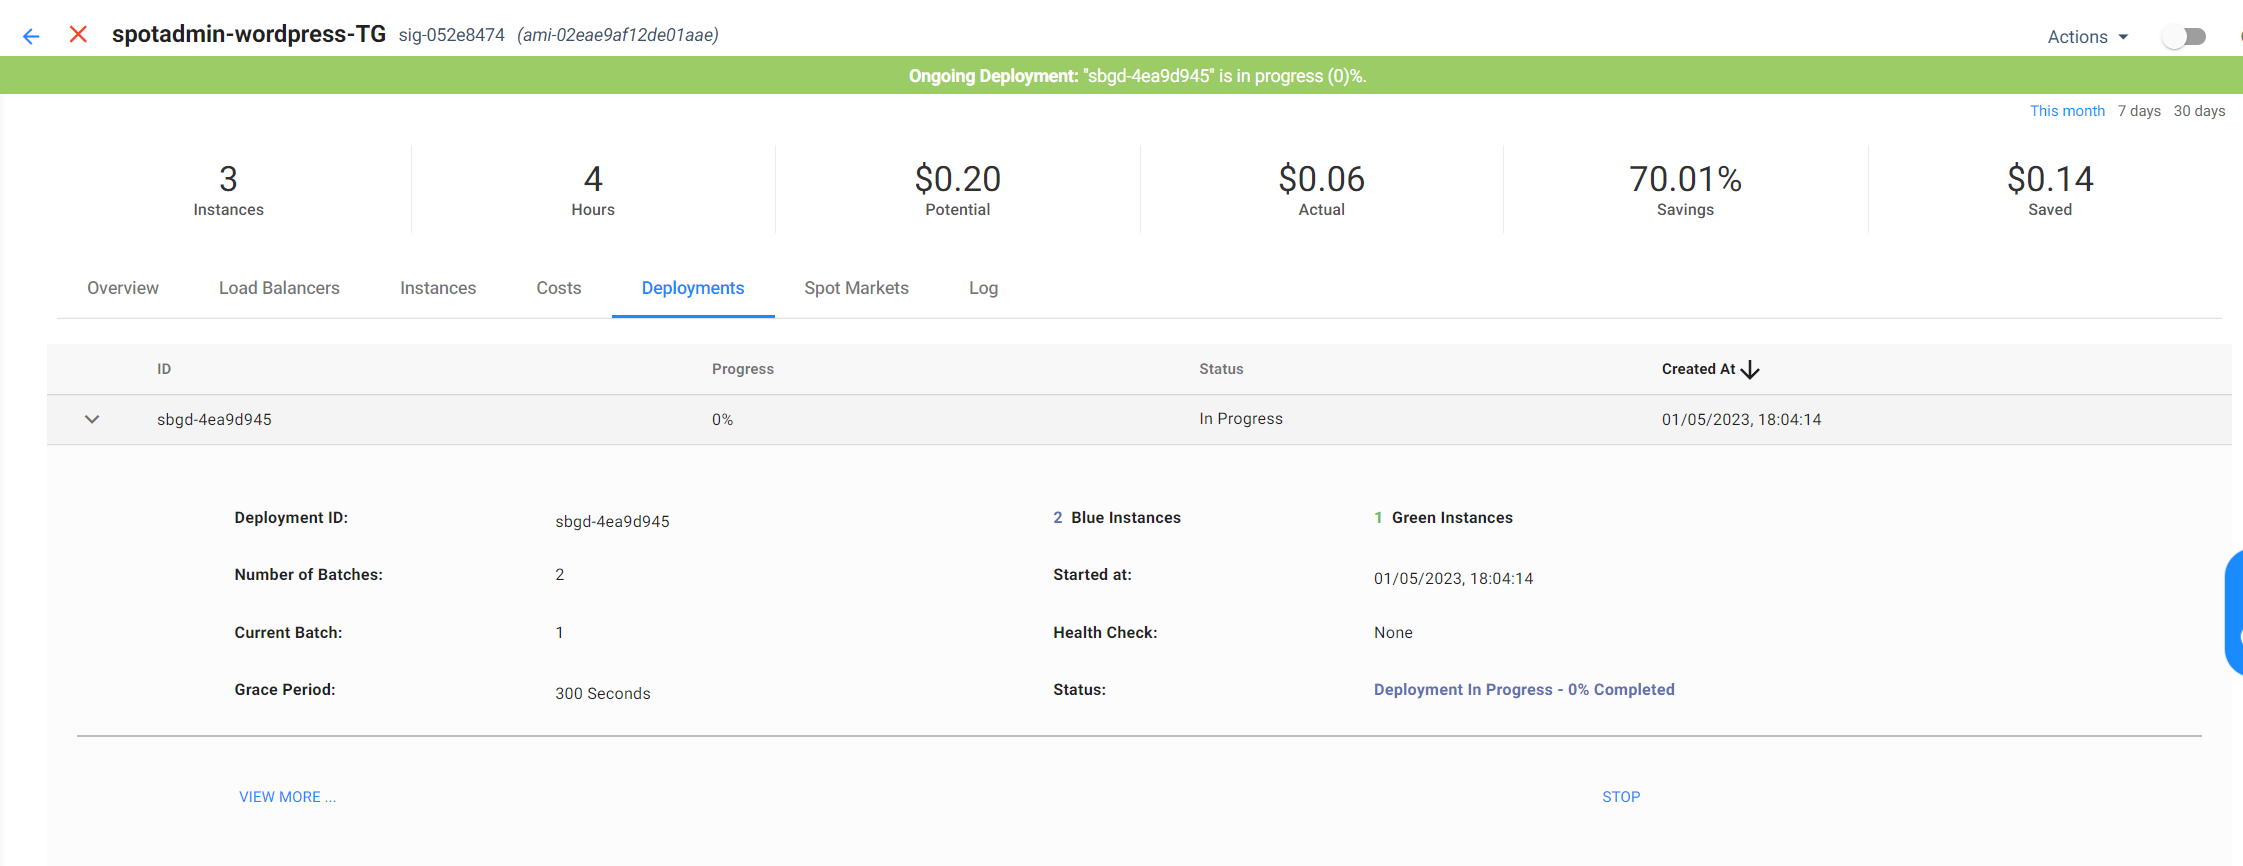 spotadmin-wordpress-TG sig-052e8474 (ami-02eae9af12de01aae) Actions
Ongoing Deployment: "sbgd-4ea9d945" is in progress (0)%.
This month 7 days 30 days
3 4 $0.20 $0.06 70.01% $0.14
Instances Hours Potential Actual Savings Saved
Overview Load Balancers Instances Costs Deployments Spot Markets Log
ID Progress Status Created At
sbgd-4ea9d945 0% In Progress 01/05/2023, 18:04:14
Deployment ID: sbgd-4ea9d945 2 Blue Instances 1 Green Instances
Number of Batches: 2 Started at: 01/05/2023, 18:04:14
Current Batch: 1 Health Check: None
Grace Period: 300 Seconds Status: Deployment In Progress - 0% Completed
VIEW MORE ... STOP